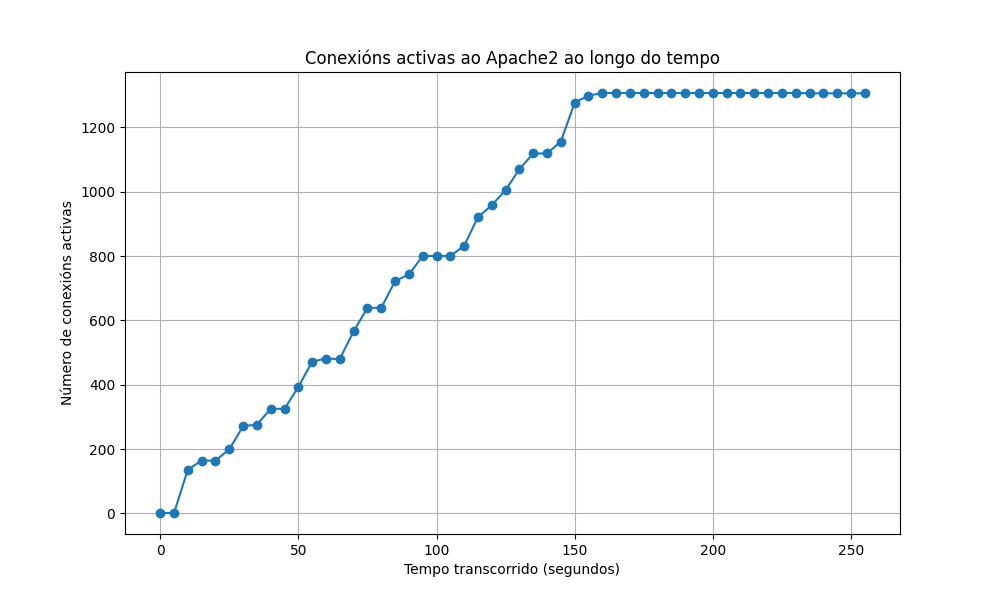 Conexións activas ao Apache2 ao longo do tempo
Número de conexións activas
1200
1000
800
600
400
200
0
0 50 100 150 200 250
Tempo transcorrido (segundos)